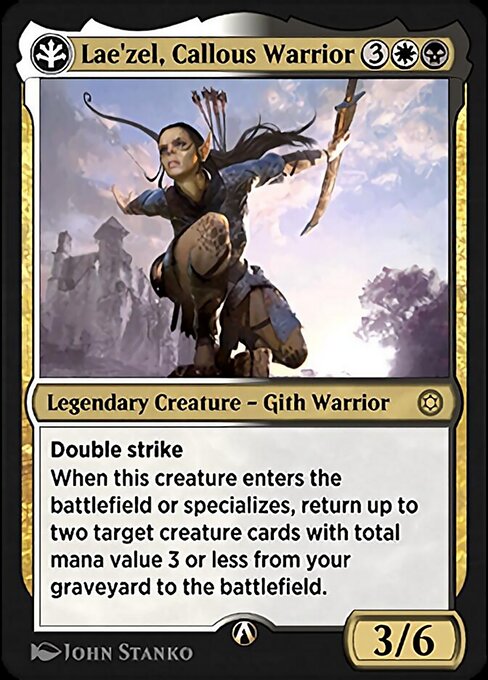 Lae'zel, Callous Warrior 3
Legendary Creature – Gith Warrior
Double strike
When this creature enters the
battlefield or specializes, return up to
two target creature cards with total
mana value 3 or less from your
graveyard to the battlefield.
John Stanko
3/6